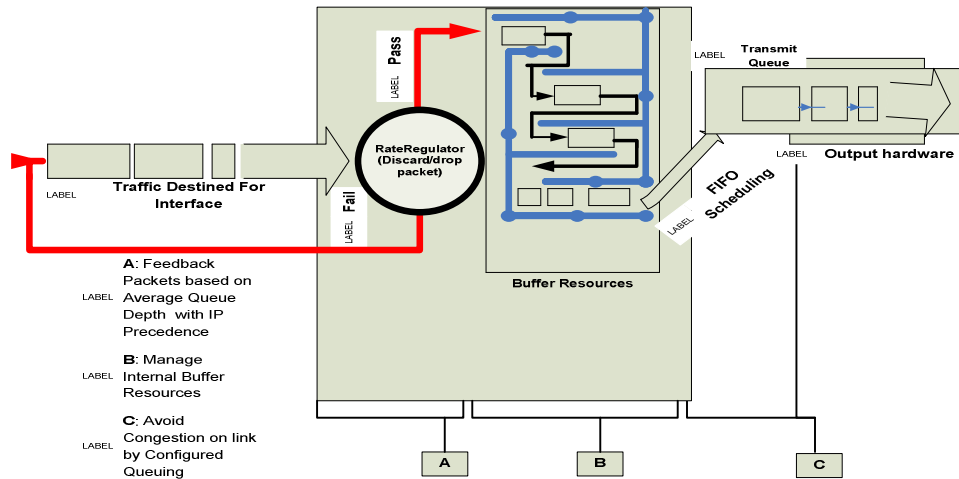 LABEL
Pass
LABEL
Transmit
Queue
RateRegulator
(Discard/drop
packet)
LABEL
Output hardware
LABEL
Traffic Destined For
Interface
LABEL
Fail
LABEL
FIFO
Scheduling
Buffer Resources
A: Feedback
Packets based on
LABEL
Average Queue
Depth with IP
Precedence
B: Manage
LABEL
Internal Buffer
Resources
C: Avoid
Congestion on link
LABEL
by Configured
Queuing
A
B
C